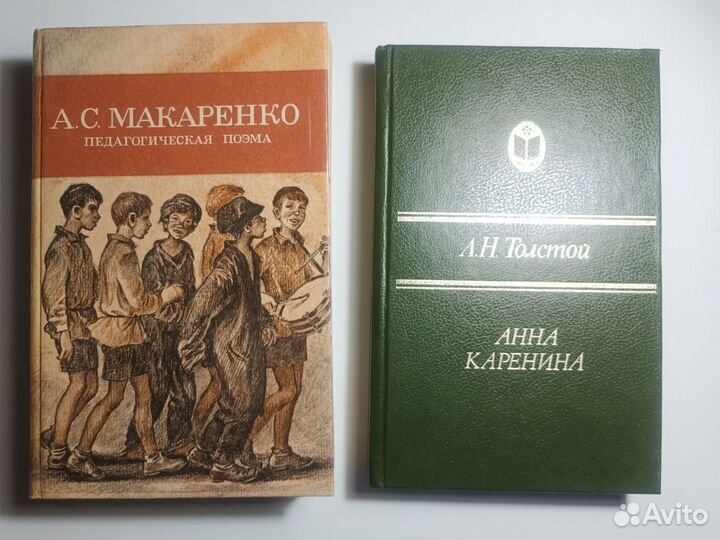 А.С. МАКАРЕНКО
ПЕДАГОГИЧЕСКАЯ ПОЭМА
Л.Н. Толстой
АННА
КАРЕНИНА
Avito